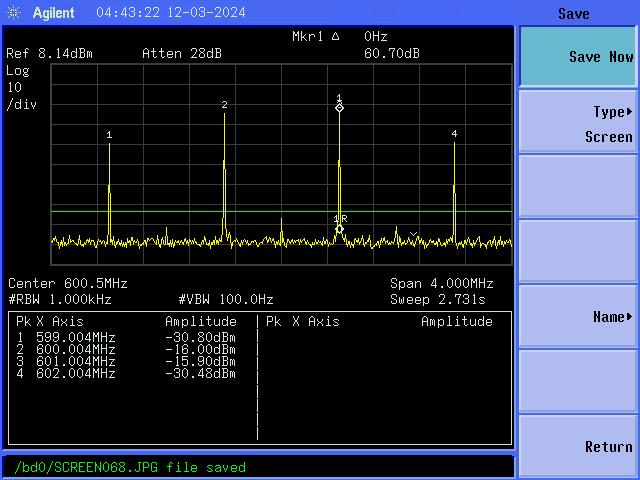 Agilent 04:43:22 12-03-2024 Save
Mkr1 Δ 0Hz
Ref 8.14dBm Atten 28dB 60.70dB
Save Now
Log
10
/div
1
2
1
4
1R
Type
Screen
Center 600.5MHz Span 4.000MHz
#RBW 1.000kHz #VBW 100.0Hz Sweep 2.731s
Name
Pk X Axis Amplitude Pk X Axis Amplitude
1 599.004MHz -30.80dBm
2 600.004MHz -16.00dBm
3 601.004MHz -15.90dBm
4 602.004MHz -30.48dBm
Return
/bd0/SCREEN068.JPG file saved